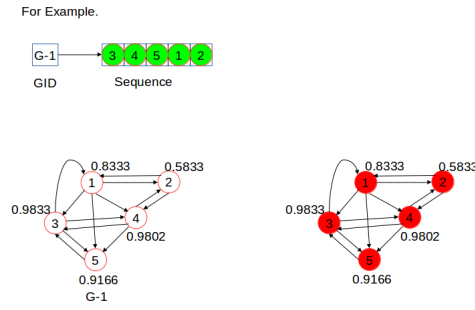 For Example.
G-1 3 4 5 1 2
GID Sequence
0.8333 0.5833 0.8333 0.5833
1 2 1 2
0.9833 3 4 0.9833 3 4
0.9802 0.9802
5 5
0.9166 0.9166
G-1